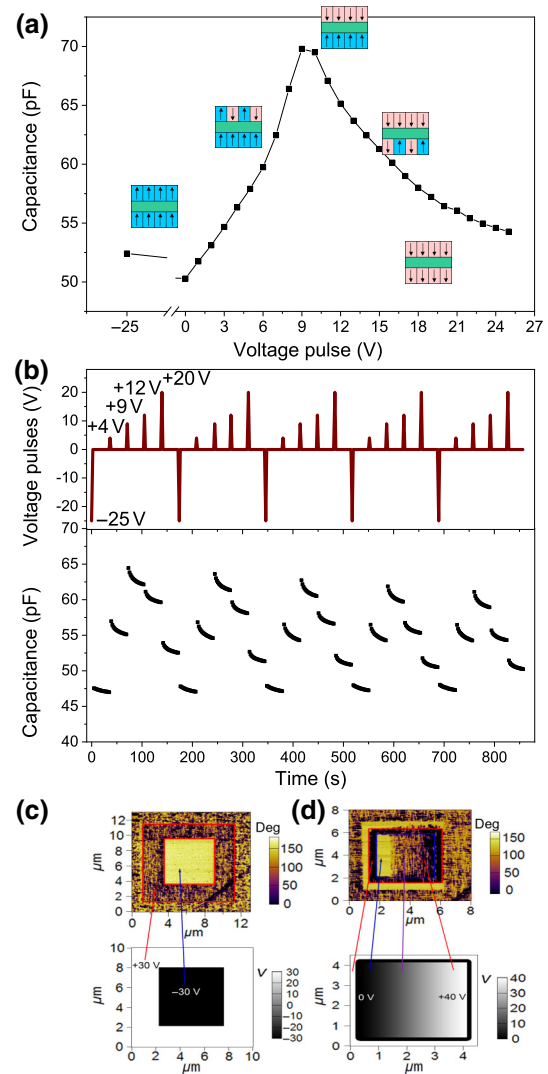 (a)
70
65
60
55
50
Capacitance (pF)
−25 0 3 6 9 12 15 18 21 24 27
Voltage pulse (V)
(b)
20
10
0
-10
-20
Voltage pulses (V)
+4 V
+9 V
+12 V
+20 V
−25 V
70
65
60
55
50
45
40
Capacitance (pF)
0 100 200 300 400 500 600 700 800
Time (s)
(c)
12
10
8
6
4
2
0
μm
0 4 8 12
μm
Deg
150
100
50
0
10
8
6
4
2
0
μm
+30 V
−30 V
0 2 4 6 8 10
μm
V
30
20
10
0
−10
−20
−30
(d)
8
6
4
2
0
μm
0 2 4 6 8
μm
Deg
150
100
50
0
4
3
2
1
0
μm
0 V
+40 V
0 1 2 3 4
μm
V
40
30
20
10
0